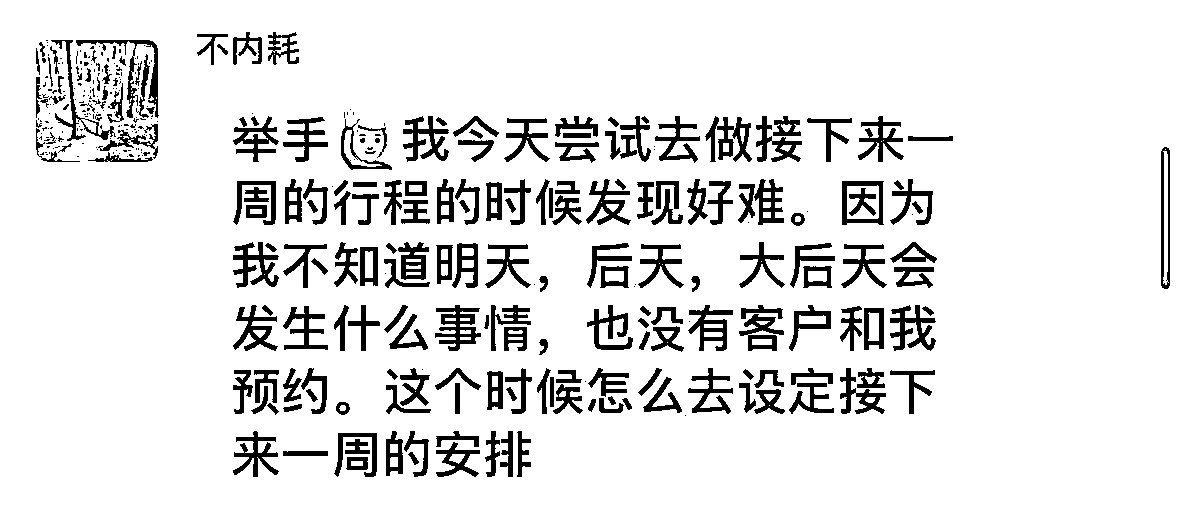 不内耗
举手🙋我今天尝试去做接下来一
周的行程的时候发现好难。因为
我不知道明天，后天，大后天会
发生什么事情，也没有客户和我
预约。这个时候怎么去设定接下
来一周的安排